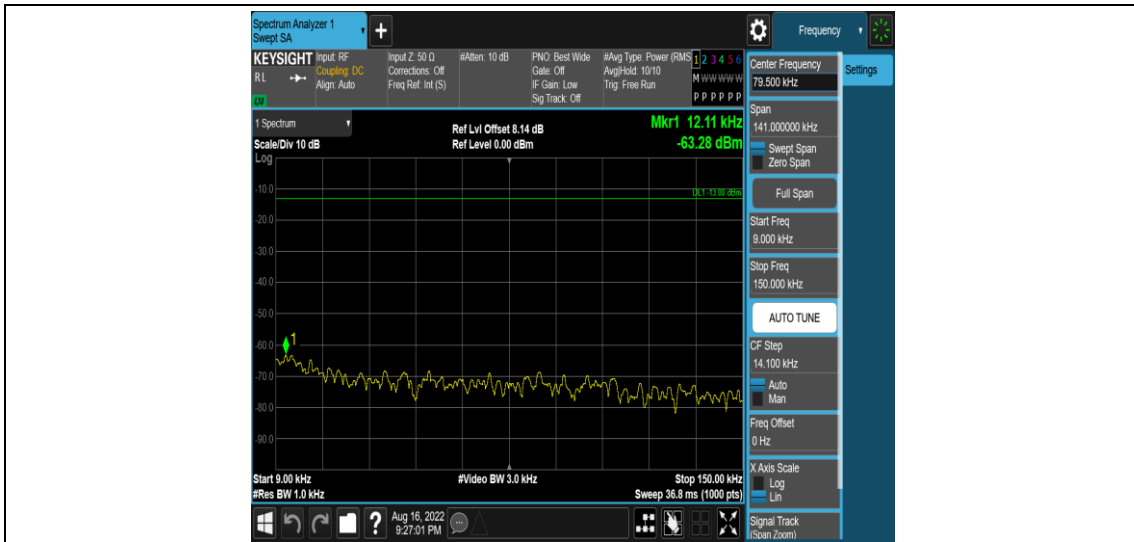 Spectrum Analyzer 1
Swept SA
+
Frequency
KEYSIGHT
RL
LXI
Input: RF
Coupling: DC
Align: Auto
Input Z: 50 Ω
Corrections: Off
Freq Ref: Int (S)
#Atten: 10 dB
PNO: Best Wide
Gate: Off
IF Gain: Low
Sig Track: Off
#Avg Type: Power (RMS
Avg|Hold: 10/10
Trig: Free Run
1 2 3 4 5 6
M W W W W W
P P P P P P
1 Spectrum
Scale/Div 10 dB
Ref Lvl Offset 8.14 dB
Ref Level 0.00 dBm
Mkr1 12.11 kHz
-63.28 dBm
Log
DL1 -13.00 dBm
-10.0
-20.0
-30.0
-40.0
-50.0
-60.0
1
-70.0
-80.0
-90.0
Start 9.00 kHz
#Video BW 3.0 kHz
Stop 150.00 kHz
#Res BW 1.0 kHz
Sweep 36.8 ms (1000 pts)
Center Frequency
79.500 kHz
Settings
Span
141.000000 kHz
Swept Span
Zero Span
Full Span
Start Freq
9.000 kHz
Stop Freq
150.000 kHz
AUTO TUNE
CF Step
14.100 kHz
Auto
Man
Freq Offset
0 Hz
X Axis Scale
Log
Lin
Signal Track
(Span Zoom)
?
Aug 16, 2022
9:27:01 PM